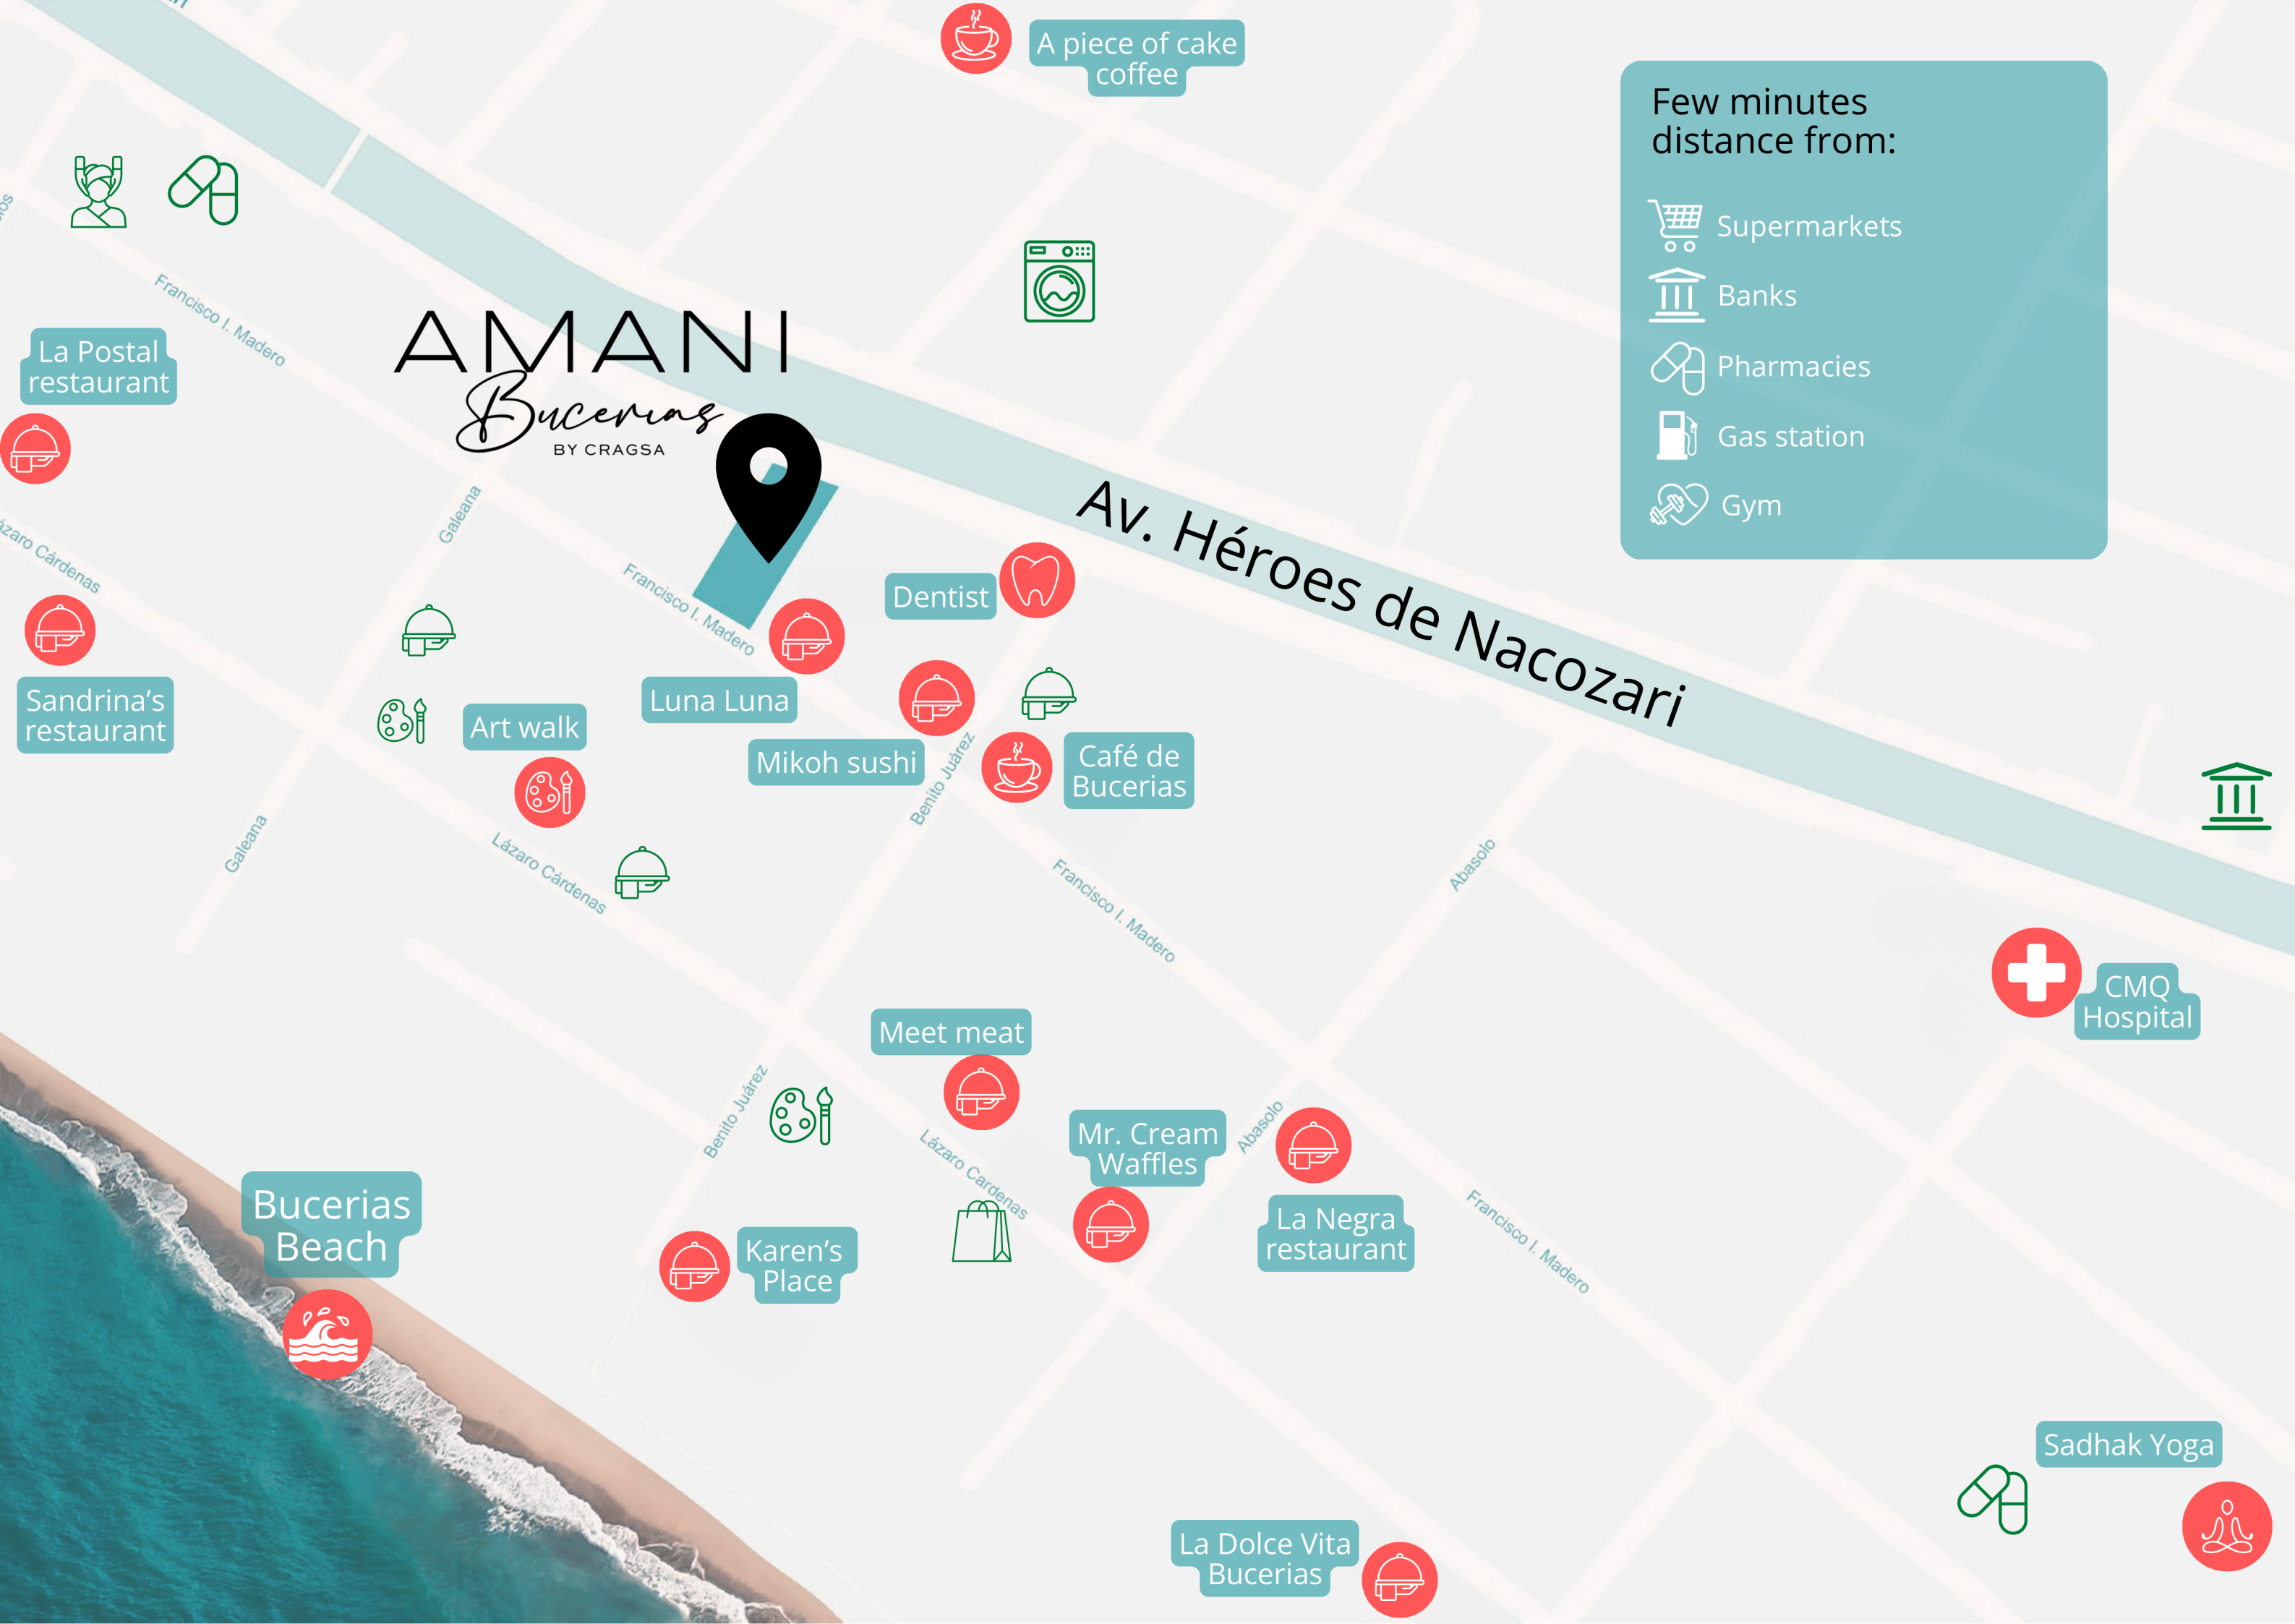 A piece of cake
coffee
Few minutes
distance from:
Supermarkets
Banks
Pharmacies
Gas station
Gym
Francisco I. Madero
AMANI
Bucerias
BY CRAGSA
La Postal
restaurant
Galeana
Av. Héroes de Nacozari
Lázaro Cárdenas
Francisco I. Madero
Dentist
Sandrina's
restaurant
Luna Luna
Art walk
Mikoh sushi
Café de
Bucerias
Benito Juárez
Galeana
Lázaro Cárdenas
Francisco I. Madero
Abasolo
CMQ
Hospital
Meet meat
Benito Juárez
Mr. Cream
Waffles
Abasolo
Lázaro Cardenas
La Negra
restaurant
Francisco I. Madero
Bucerias
Beach
Karen's
Place
Sadhak Yoga
La Dolce Vita
Bucerias